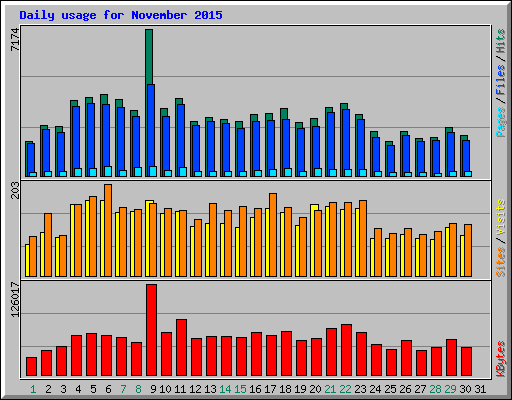 Daily usage for November 2015
7174
Pages / Files / Hits
203
Sites / Visits
126017
KBytes
1 2 3 4 5 6 7 8 9 10 11 12 13 14 15 16 17 18 19 20 21 22 23 24 25 26 27 28 29 30 31